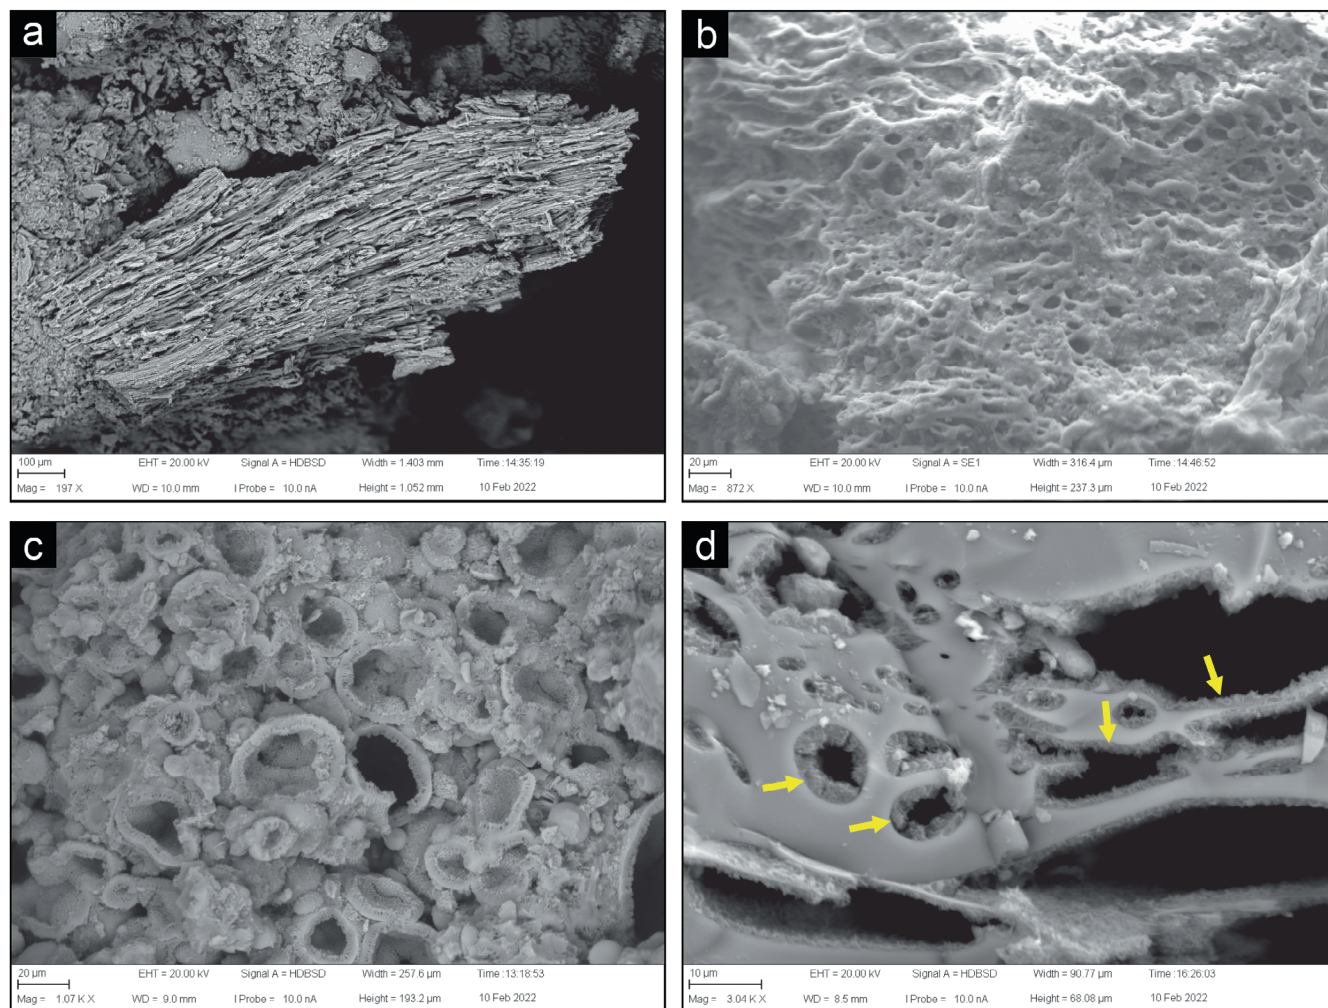 a
100 µm EHT = 20.00 kV Signal A = HDBSD Width = 1.403 mm Time :14:35:19
Mag = 197 X WD = 10.0 mm I Probe = 10.0 nA Height = 1.052 mm 10 Feb 2022
b
20 µm EHT = 20.00 kV Signal A = SE1 Width = 316.4 µm Time :14:46:52
Mag = 872 X WD = 10.0 mm I Probe = 10.0 nA Height = 237.3 µm 10 Feb 2022
c
20 µm EHT = 20.00 kV Signal A = HDBSD Width = 257.6 µm Time :13:18:53
Mag = 1.07 K X WD = 9.0 mm I Probe = 10.0 nA Height = 193.2 µm 10 Feb 2022
d
10 µm EHT = 20.00 kV Signal A = HDBSD Width = 90.77 µm Time :16:26:03
Mag = 3.04 K X WD = 8.5 mm I Probe = 10.0 nA Height = 68.08 µm 10 Feb 2022